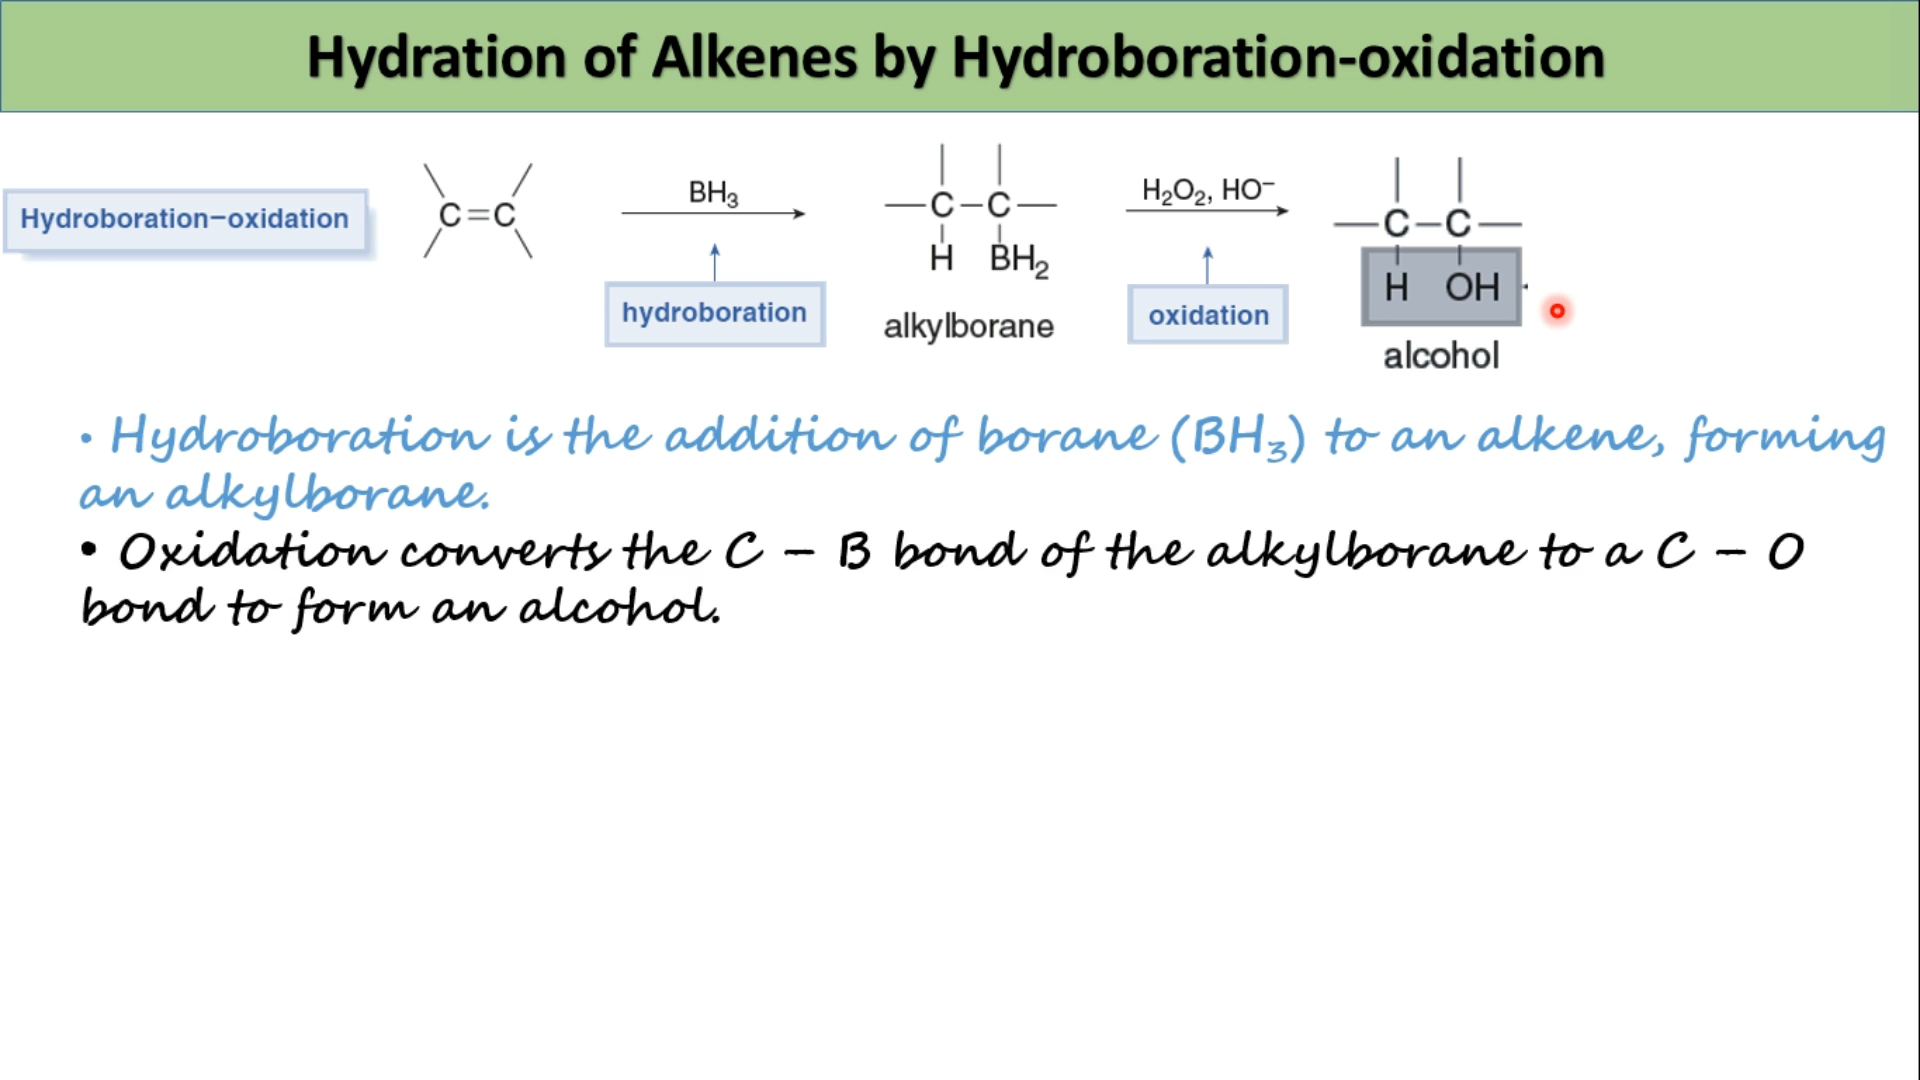 Hydration of Alkenes by Hydroboration-oxidation
Hydroboration–oxidation
C=C
BH₃
hydroboration
C–C
H BH₂
alkylborane
H₂O₂, HO⁻
oxidation
C–C
H OH
alcohol
• Hydroboration is the addition of borane (BH₃) to an alkene, forming
an alkylborane.
• Oxidation converts the C – B bond of the alkylborane to a C – O
bond to form an alcohol.